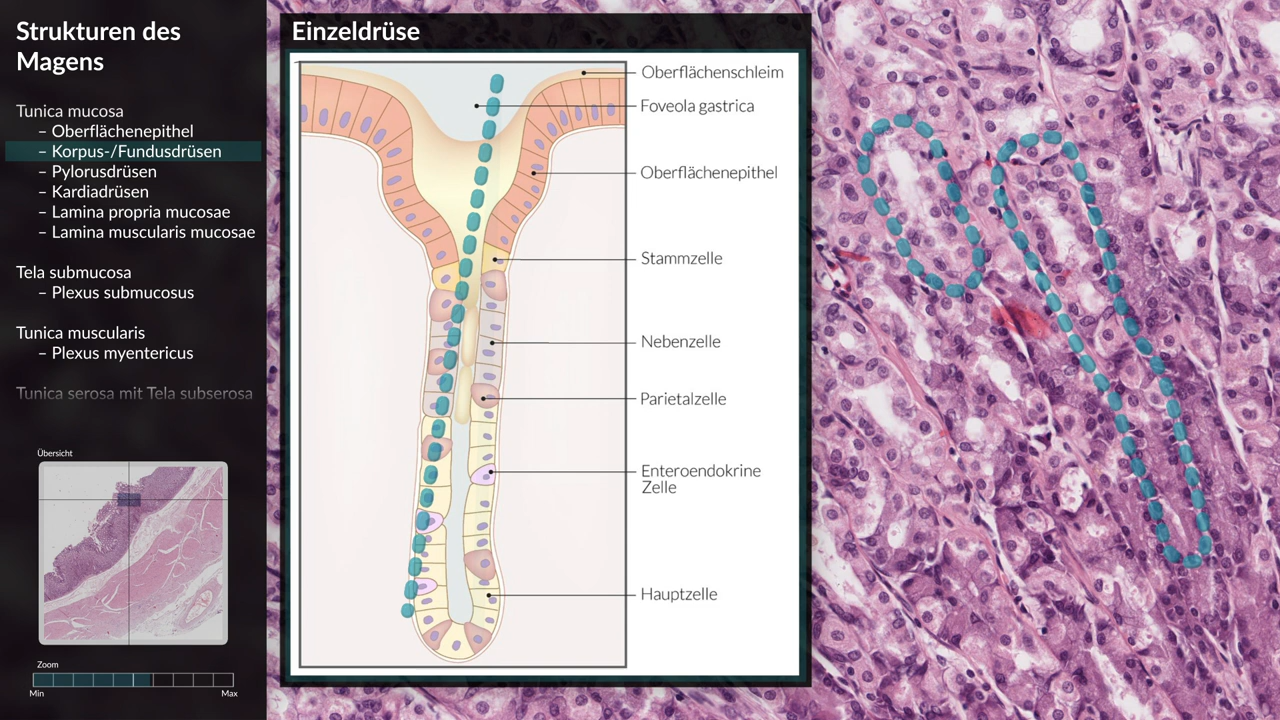 Strukturen des
Magens
Tunica mucosa
– Oberflächenepithel
– Korpus-/Fundusdrüsen
– Pylorusdrüsen
– Kardiadrüsen
– Lamina propria mucosae
– Lamina muscularis mucosae
Tela submucosa
– Plexus submucosus
Tunica muscularis
– Plexus myentericus
Tunica serosa mit Tela subserosa
Übersicht
Zoom
Min Max
Einzeldrüse
Oberflächenschleim
Foveola gastrica
Oberflächenepithel
Stammzelle
Nebenzelle
Parietalzelle
Enteroendokrine
Zelle
Hauptzelle